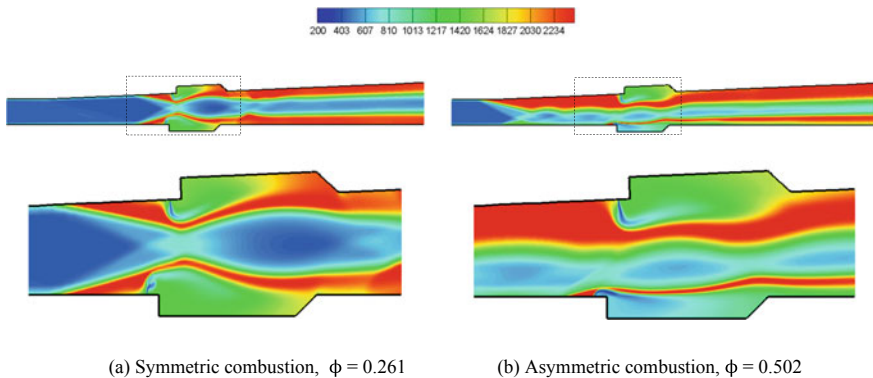 200 403 607 810 1013 1217 1420 1624 1827 2030 2234
(a) Symmetric combustion, ϕ = 0.261
(b) Asymmetric combustion, ϕ = 0.502